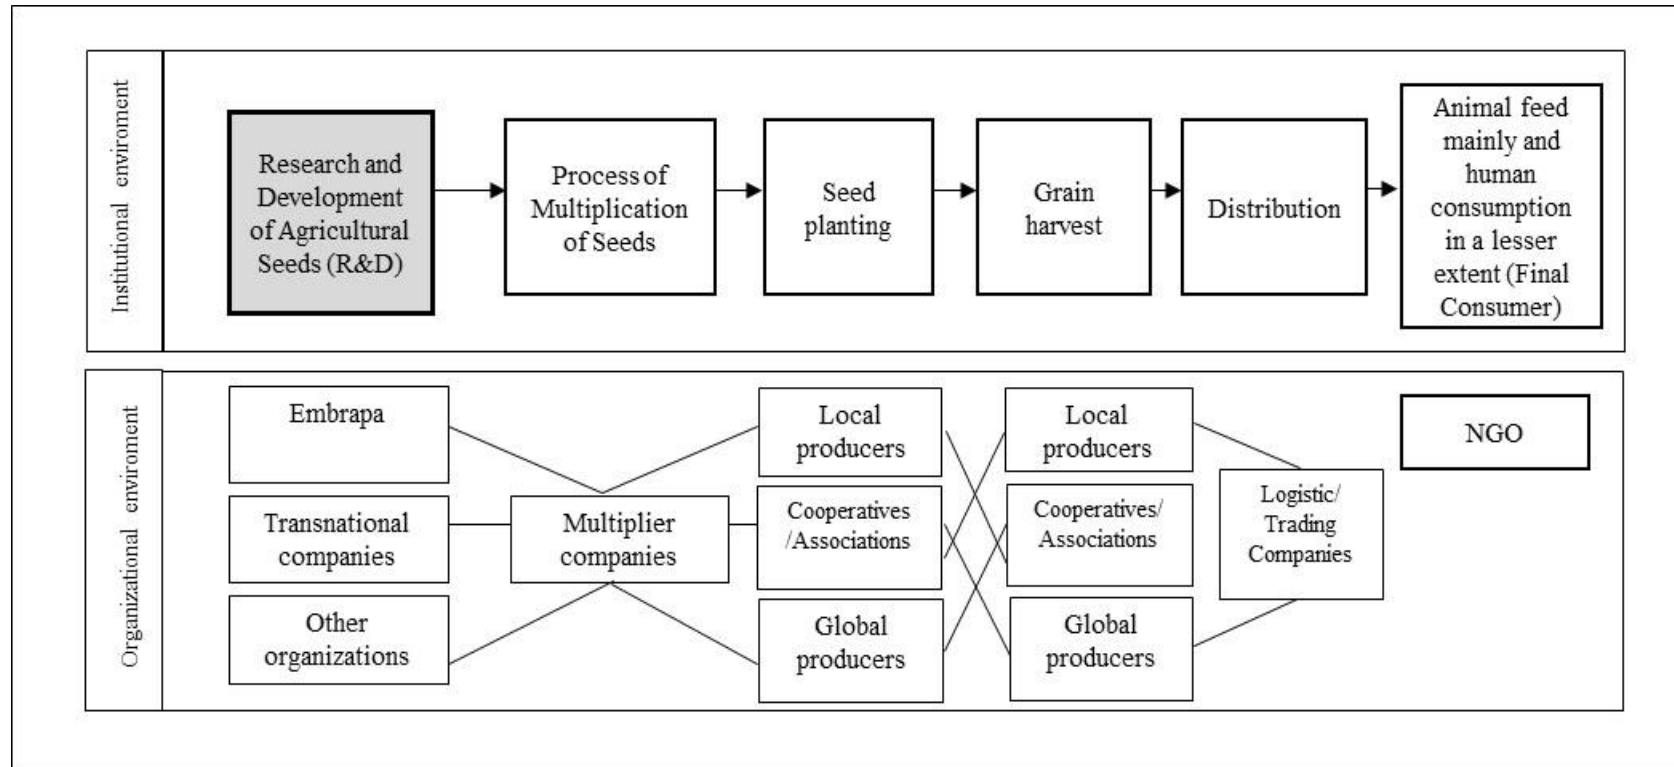 Institutional enviroment
Research and
Development
of Agricultural
Seeds (R&D)
Process of
Multiplication
of Seeds
Seed
planting
Grain
harvest
Distribution
Animal feed
mainly and
human
consumption
in a lesser
extent (Final
Consumer)
Organizational enviroment
Embrapa
Transnational
companies
Other
organizations
Multiplier
companies
Local
producers
Cooperatives
/Associations
Global
producers
Local
producers
Cooperatives/
Associations
Global
producers
Logistic/
Trading
Companies
NGO